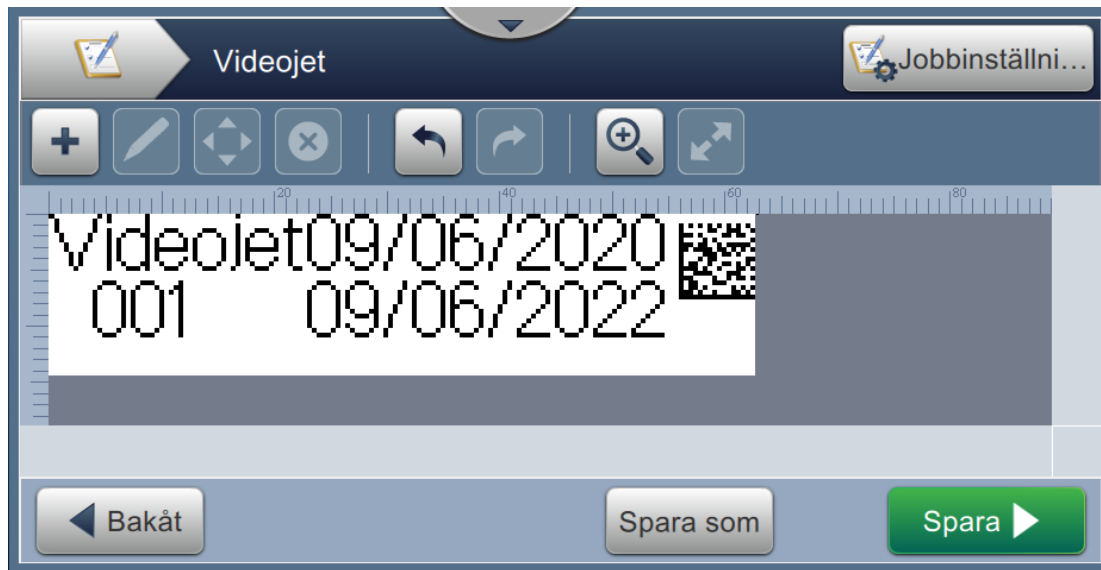 Videojet
Jobbinställni...
20 40 60 80
Videojet09/06/2020
001 09/06/2022
Bakåt
Spara som
Spara